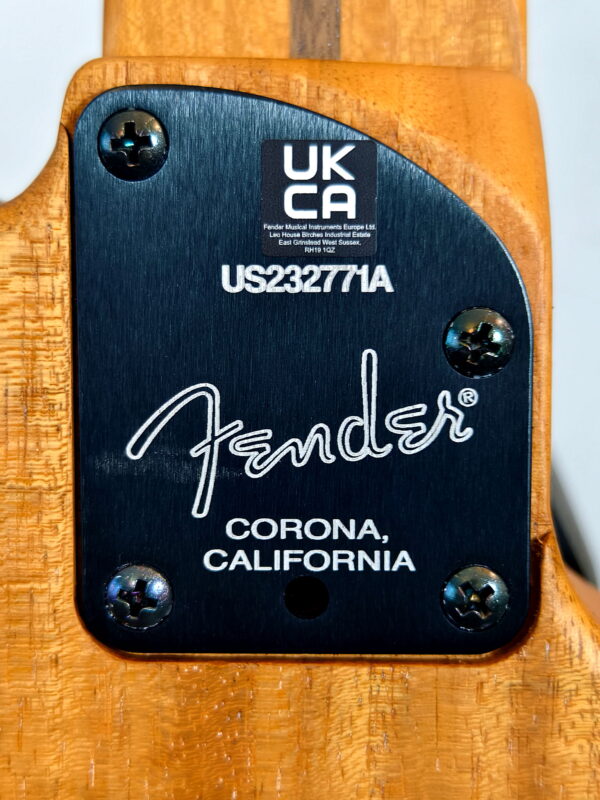 UK
CA
Fender Musical Instruments Europe Ltd.
Leo House Birches Industrial Estate
East Grinstead West Sussex.
RH19 1QZ
US232771A
Fender®
CORONA,
CALIFORNIA